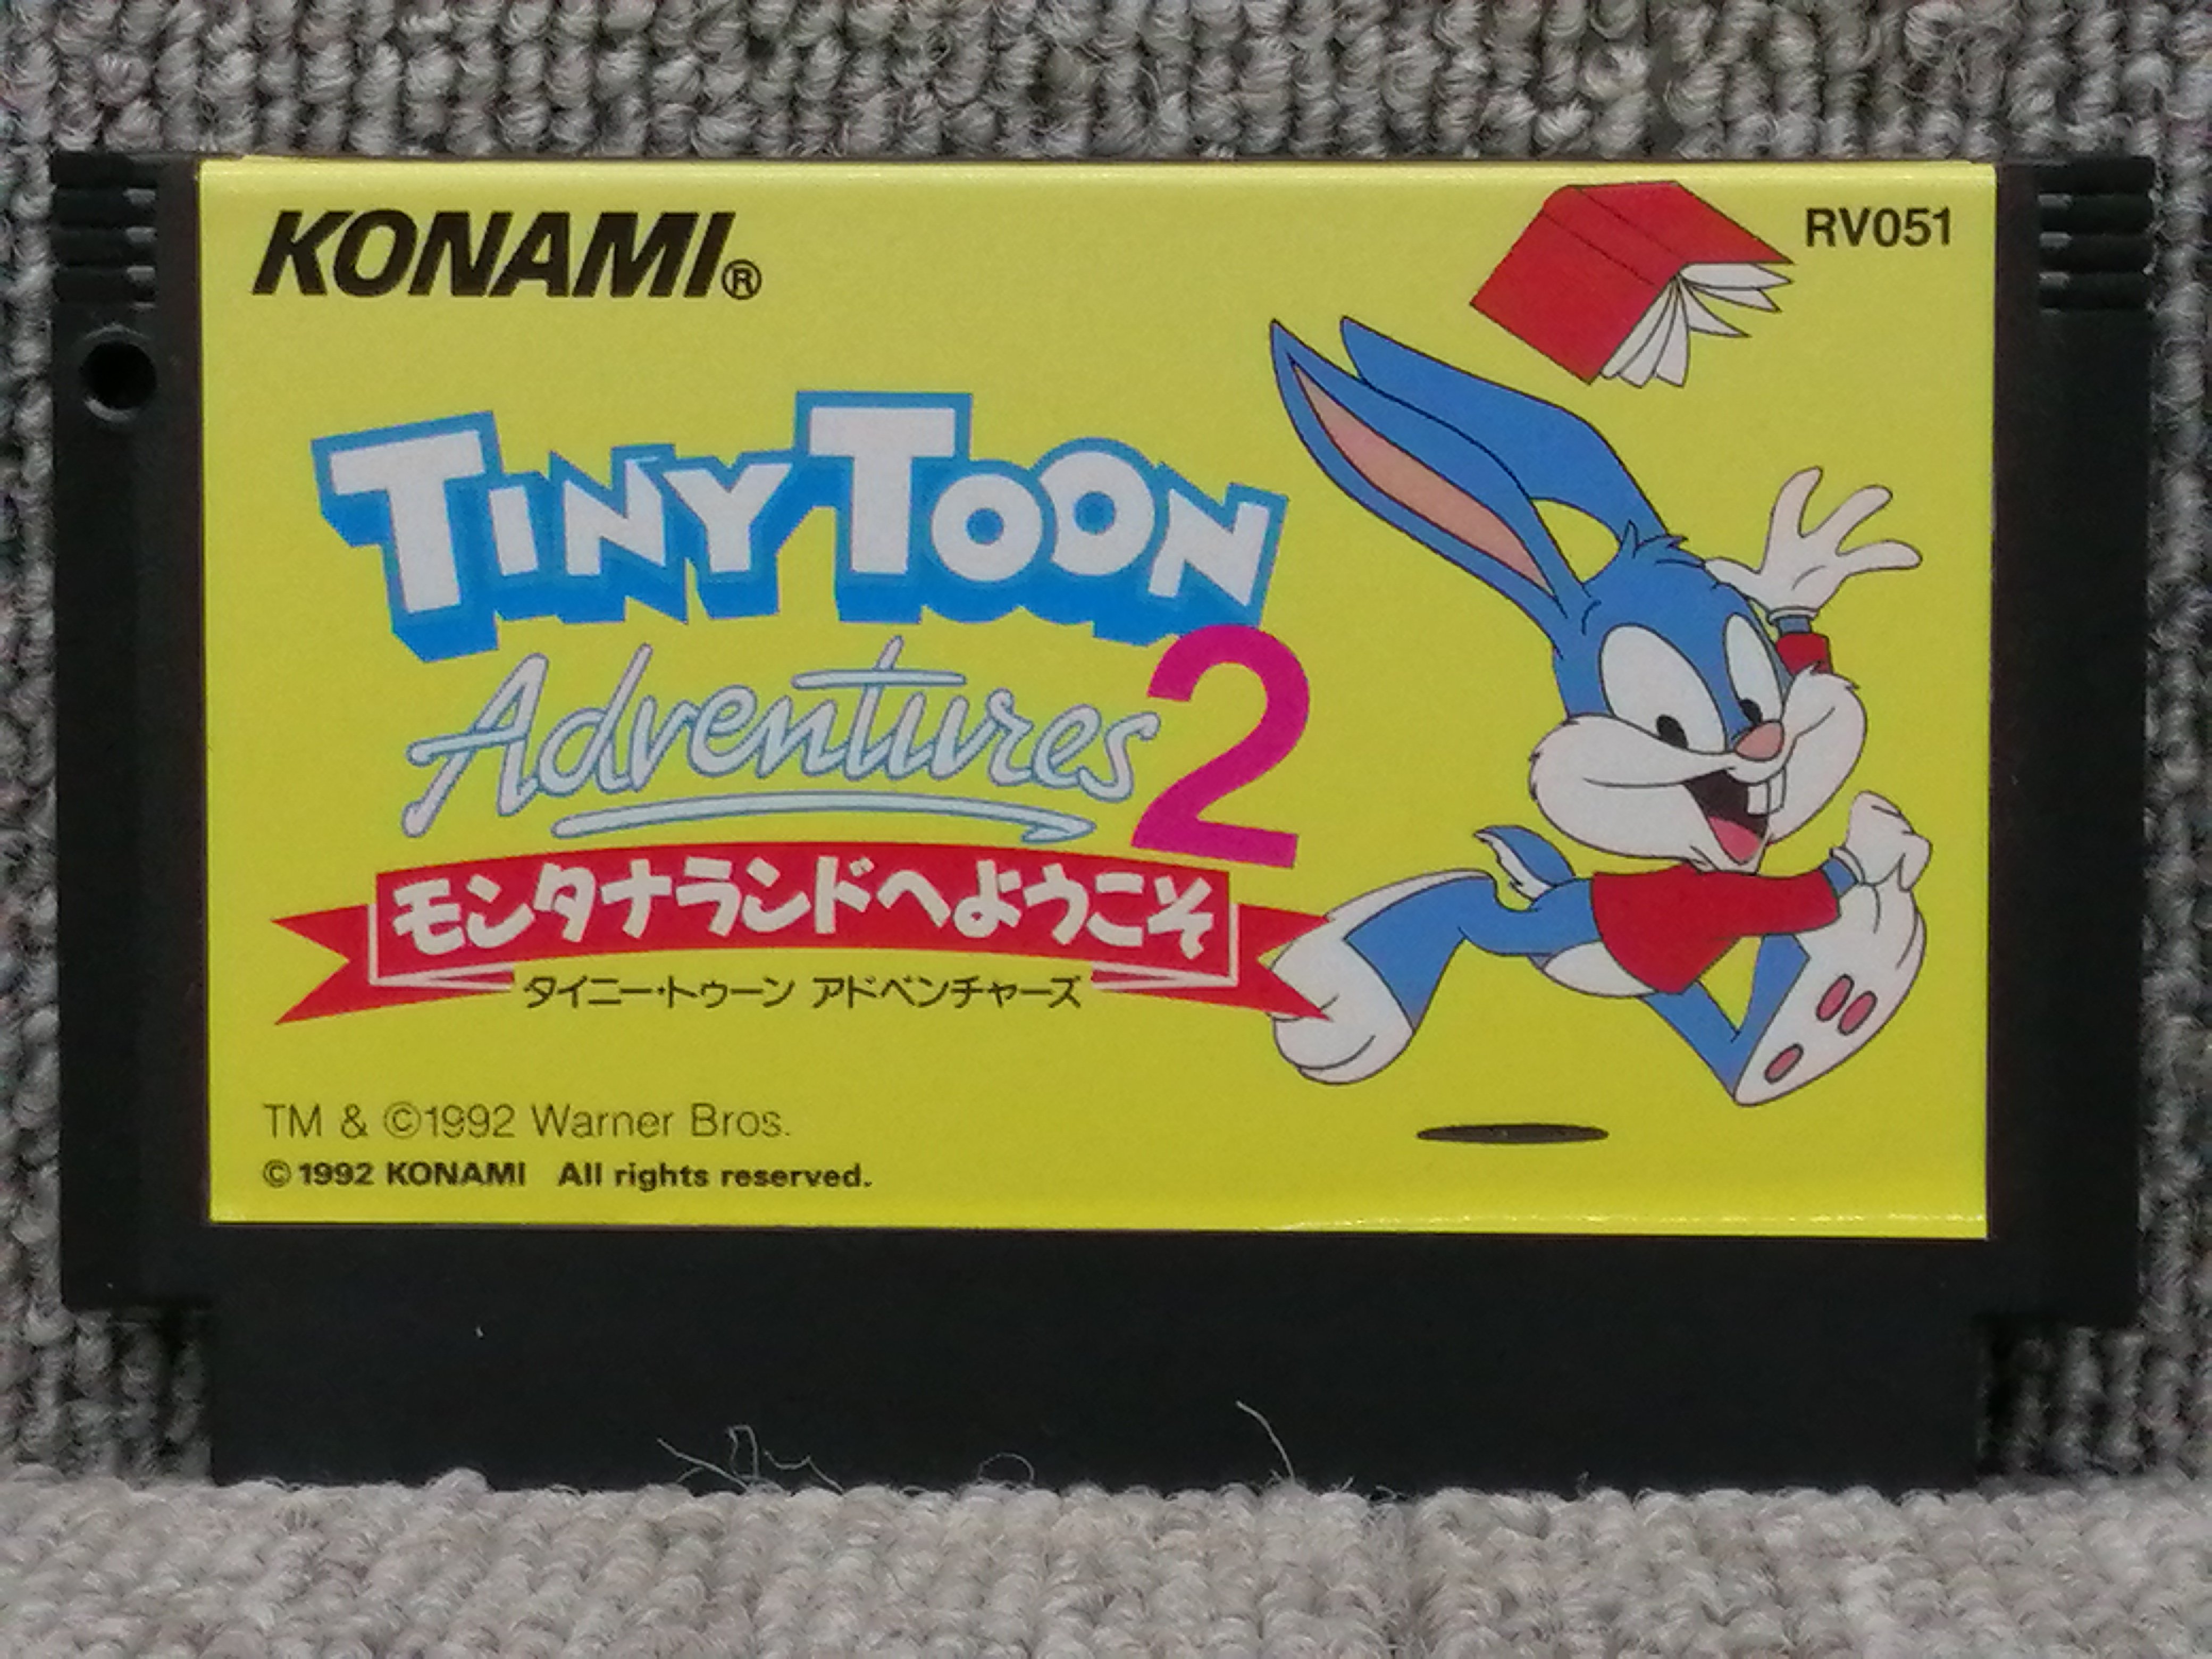 KONAMI®
RV051
TINY TOON
Adventures 2
モンタナランドへようこそ
タイニー・トゥーン アドベンチャーズ
TM & ©1992 Warner Bros.
© 1992 KONAMI All rights reserved.